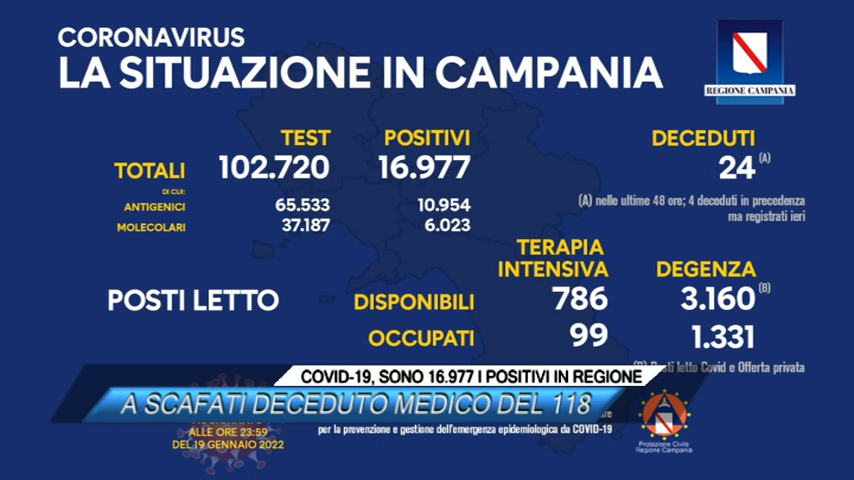 CORONAVIRUS
LA SITUAZIONE IN CAMPANIA
REGIONE CAMPANIA
TEST POSITIVI DECEDUTI
TOTALI 102.720 16.977 24 (A)
DI CUI:
ANTIGENICI 65.533 10.954
MOLECOLARI 37.187 6.023
(A) nelle ultime 48 ore; 4 deceduti in precedenza
ma registrati ieri
TERAPIA
INTENSIVA DEGENZA
POSTI LETTO DISPONIBILI 786 3.160 (B)
OCCUPATI 99 1.331
Posti letto Covid e Offerta privata
COVID-19, SONO 16.977 I POSITIVI IN REGIONE
A SCAFATI DECEDUTO MEDICO DEL 118
ALLE ORE 23:59
DEL 19 GENNAIO 2022
per la prevenzione e gestione dell'emergenza epidemiologica da COVID-19
Protezione Civile
Regione Campania